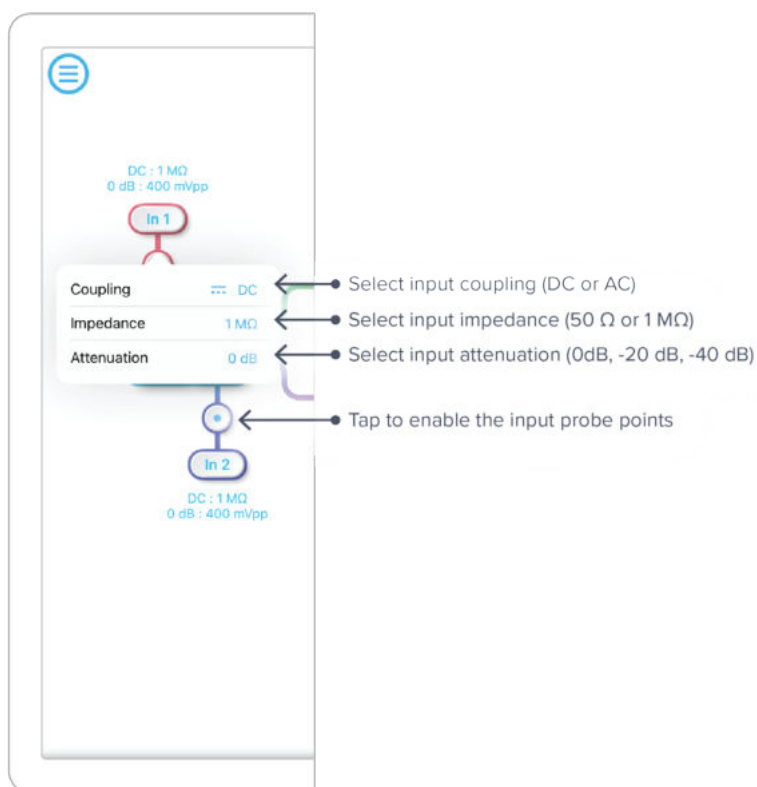 DC : 1 MΩ
0 dB : 400 mVpp
In 1
Coupling DC
Select input coupling (DC or AC)
Impedance 1 MΩ
Select input impedance (50 Ω or 1 MΩ)
Attenuation 0 dB
Select input attenuation (0dB, -20 dB, -40 dB)
Tap to enable the input probe points
In 2
DC : 1 MΩ
0 dB : 400 mVpp